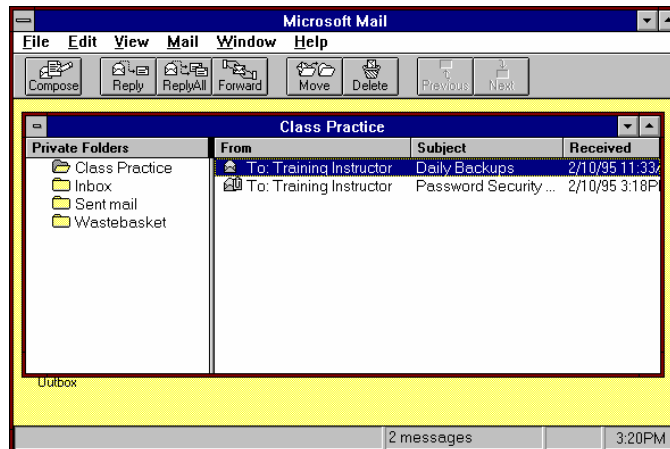 Microsoft Mail
File Edit View Mail Window Help
Compose Reply ReplyAll Forward Move Delete Previous Next
Class Practice
Private Folders From Subject Received
Class Practice To: Training Instructor Daily Backups 2/10/95 11:33A
Inbox To: Training Instructor Password Security ... 2/10/95 3:18P
Sent mail
Wastebasket
Outbox
2 messages 3:20PM